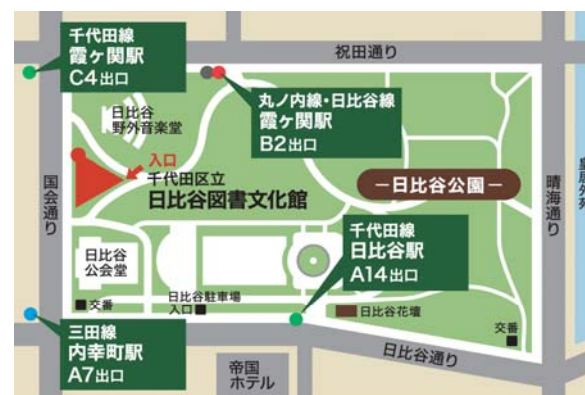 千代田線
霞ヶ関駅
C4出口
祝田通り
丸ノ内線・日比谷線
霞ヶ関駅
B2出口
日比谷
野外音楽堂
入口
千代田区立
日比谷図書文化館
国会通り
－日比谷公園－
晴海通り
皇居外苑
千代田線
日比谷駅
A14出口
日比谷
公会堂
交番
日比谷駐車場
入口
日比谷花壇
交番
三田線
内幸町駅
A7出口
日比谷通り
帝国
ホテル